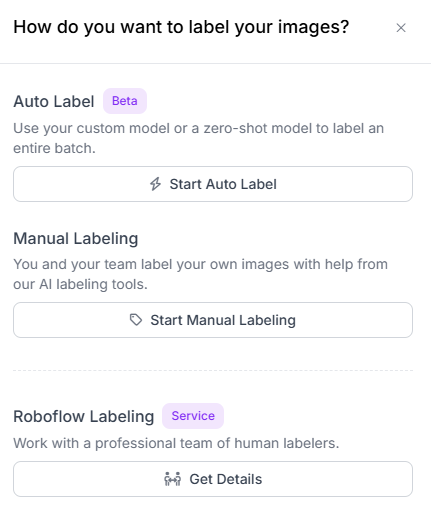 How do you want to label your images?
Auto Label Beta
Use your custom model or a zero-shot model to label an
entire batch.
Start Auto Label
Manual Labeling
You and your team label your own images with help from
our AI labeling tools.
Start Manual Labeling
Roboflow Labeling Service
Work with a professional team of human labelers.
Get Details